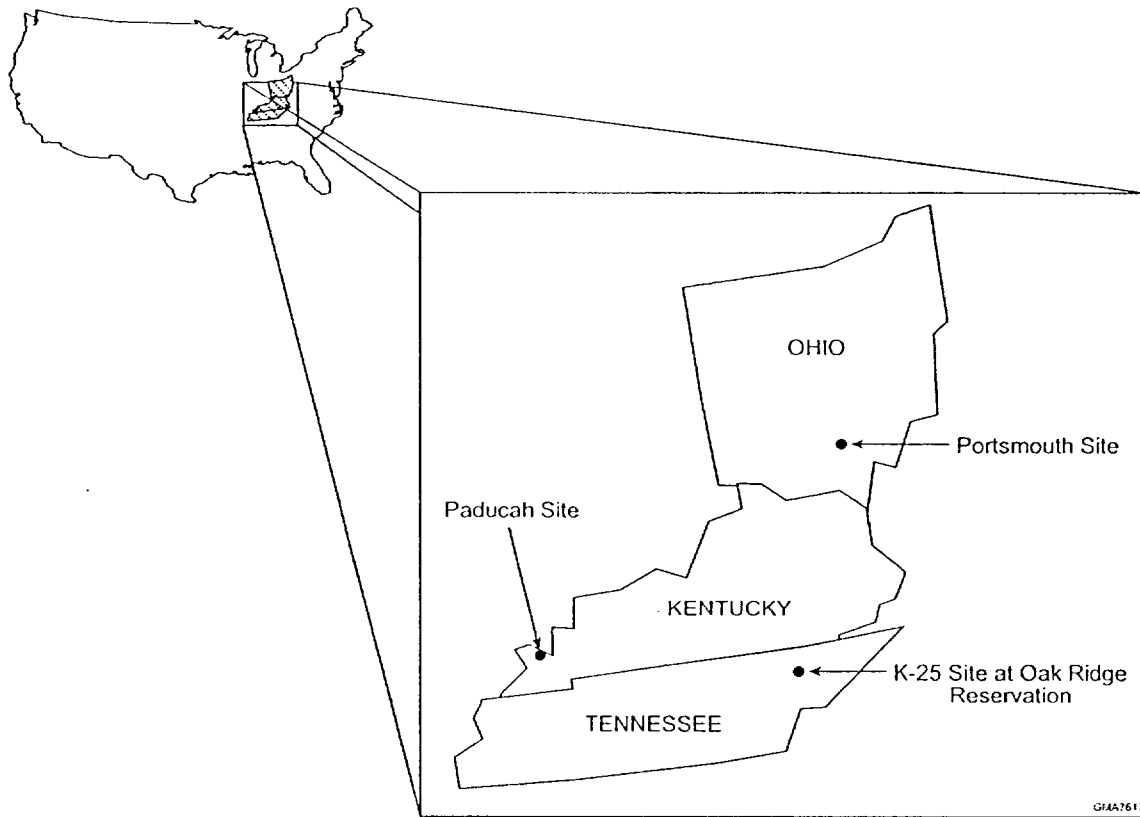 OHIO
Portsmouth Site
Paducah Site
KENTUCKY
K-25 Site at Oak Ridge
Reservation
TENNESSEE